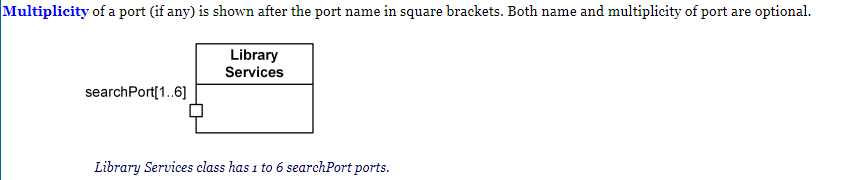 Multiplicity of a port (if any) is shown after the port name in square brackets. Both name and multiplicity of port are optional.
Library
Services
searchPort[1..6]
Library Services class has 1 to 6 searchPort ports.